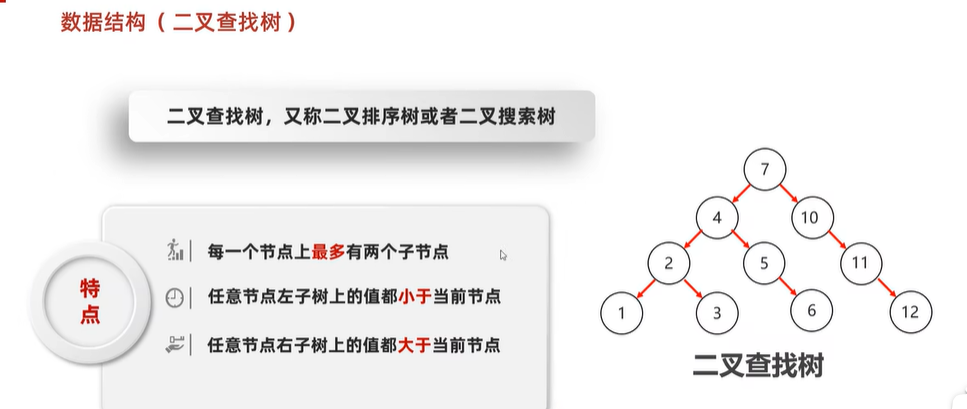 数据结构（二叉查找树）
二叉查找树，又称二叉排序树或者二叉搜索树
特点
每一个节点上最多有两个子节点
任意节点左子树上的值都小于当前节点
任意节点右子树上的值都大于当前节点
7
4 10
2 5 11
1 3 6 12
二叉查找树